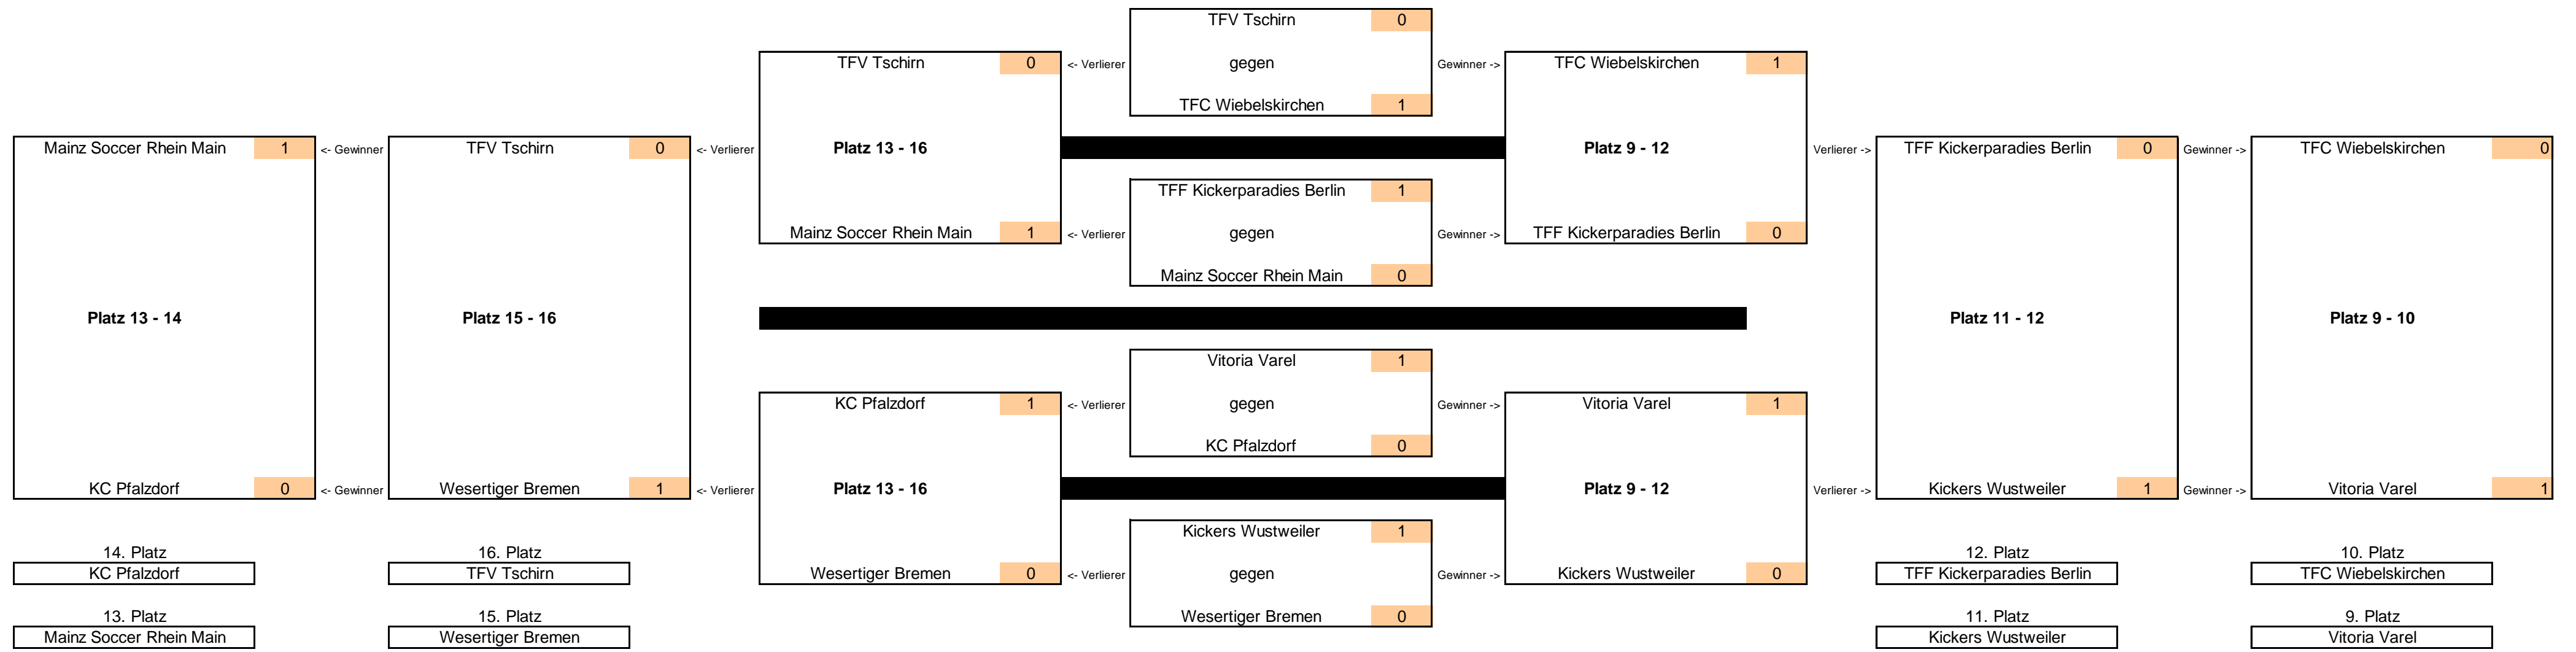 TFV Tschirn 0
TFV Tschirn 0 <- Verlierer gegen Gewinner -> TFC Wiebelskirchen 1
TFC Wiebelskirchen 1
Mainz Soccer Rhein Main 1 <- Gewinner TFV Tschirn 0 <- Verlierer Platz 13 - 16 Platz 9 - 12 Verlierer -> TFF Kickerparadies Berlin 0 Gewinner -> TFC Wiebelskirchen 0
TFF Kickerparadies Berlin 1
Mainz Soccer Rhein Main 1 <- Verlierer gegen Gewinner -> TFF Kickerparadies Berlin 0
Mainz Soccer Rhein Main 0
Platz 13 - 14 Platz 15 - 16 Platz 11 - 12 Platz 9 - 10
Vitoria Varel 1
KC Pfalzdorf 1 <- Verlierer gegen Gewinner -> Vitoria Varel 1
KC Pfalzdorf 0
KC Pfalzdorf 0 <- Gewinner Wesertiger Bremen 1 <- Verlierer Platz 13 - 16 Platz 9 - 12 Verlierer -> Kickers Wustweiler 1 Gewinner -> Vitoria Varel 1
Kickers Wustweiler 1
14. Platz 16. Platz 12. Platz 10. Platz
KC Pfalzdorf TFV Tschirn Wesertiger Bremen 0 <- Verlierer gegen Gewinner -> Kickers Wustweiler 0 TFF Kickerparadies Berlin TFC Wiebelskirchen
13. Platz 15. Platz Wesertiger Bremen 0 11. Platz 9. Platz
Mainz Soccer Rhein Main Wesertiger Bremen Kickers Wustweiler Vitoria Varel